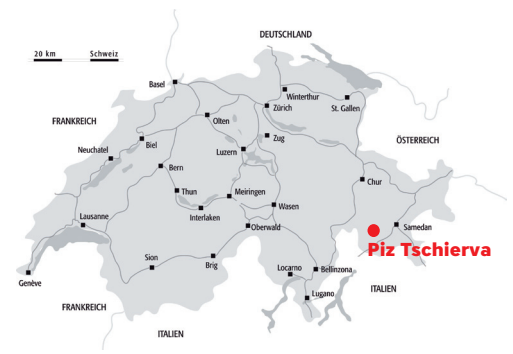 DEUTSCHLAND
20 km Schweiz
Basel
Winterthur
Zürich
St. Gallen
FRANKREICH
Olten
ÖSTERREICH
Neuchatel
Biel
Zug
Luzern
Bern
Chur
Thun
Meiringen
Wasen
Interlaken
Lausanne
Oberwald
Samedan
Piz Tschierva
Sion
Brig
Locarno
Bellinzona
Genève
ITALIEN
Lugano
FRANKREICH
ITALIEN